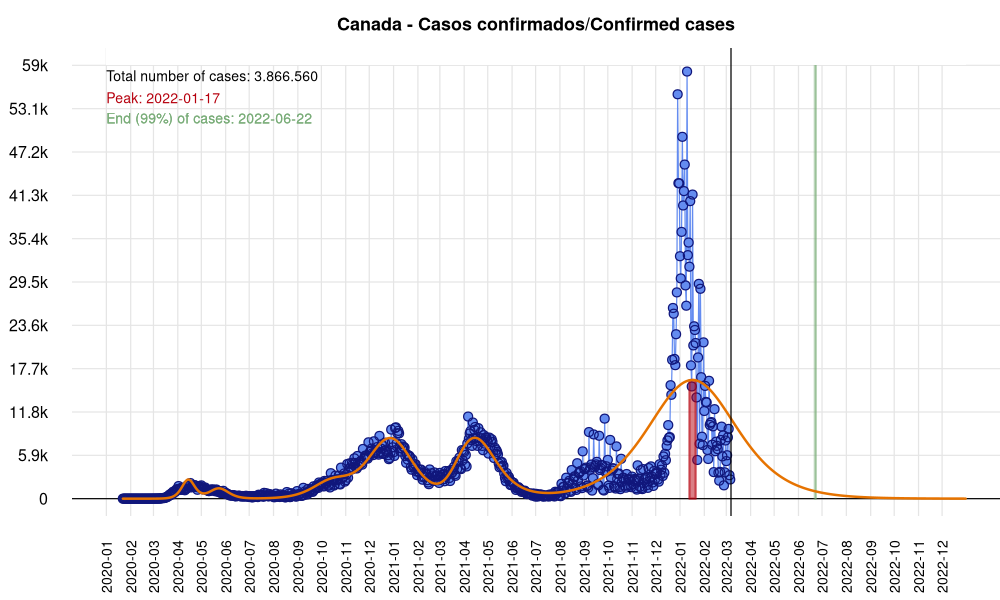 Canada - Casos confirmados/Confirmed cases
Total number of cases: 3.866.560
Peak: 2022-01-17
End (99%) of cases: 2022-06-22
59k
53.1k
47.2k
41.3k
35.4k
29.5k
23.6k
17.7k
11.8k
5.9k
0
2020-01
2020-02
2020-03
2020-04
2020-05
2020-06
2020-07
2020-08
2020-09
2020-10
2020-11
2020-12
2021-01
2021-02
2021-03
2021-04
2021-05
2021-06
2021-07
2021-08
2021-09
2021-10
2021-11
2021-12
2022-01
2022-02
2022-03
2022-04
2022-05
2022-06
2022-07
2022-08
2022-09
2022-10
2022-11
2022-12